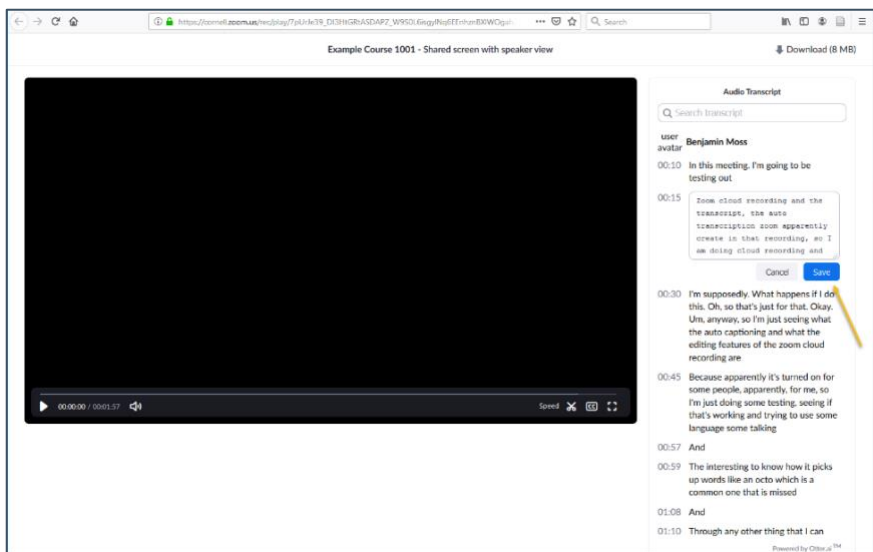 Example Course 1001 - Shared screen with speaker view
Download (8 MB)
Search
Audio Transcript
Search transcript
user avatar
Benjamin Moss
00:10 In this meeting. I'm going to be
testing out
00:15 Zoom cloud recording and the
transcript, the auto
transcription zoom apparently
create in that recording, so I
am doing cloud recording and
Cancel Save
00:30 I'm supposedly. What happens if I do
this. Oh, so that's just for that. Okay.
Um, anyway, so I'm just seeing what
the auto captioning and what the
editing features of the zoom cloud
recording are
00:45 Because apparently it's turned on for
some people, apparently, for me, so
I'm just doing some testing, seeing if
that's working and trying to use some
language some talking
00:57 And
00:59 The interesting to know how it picks
up words like an octo which is a
common one that is missed
01:08 And
01:10 Through any other thing that I can
Powered by Otter.ai TM
00:00:00 / 00:01:57
Speed
CC